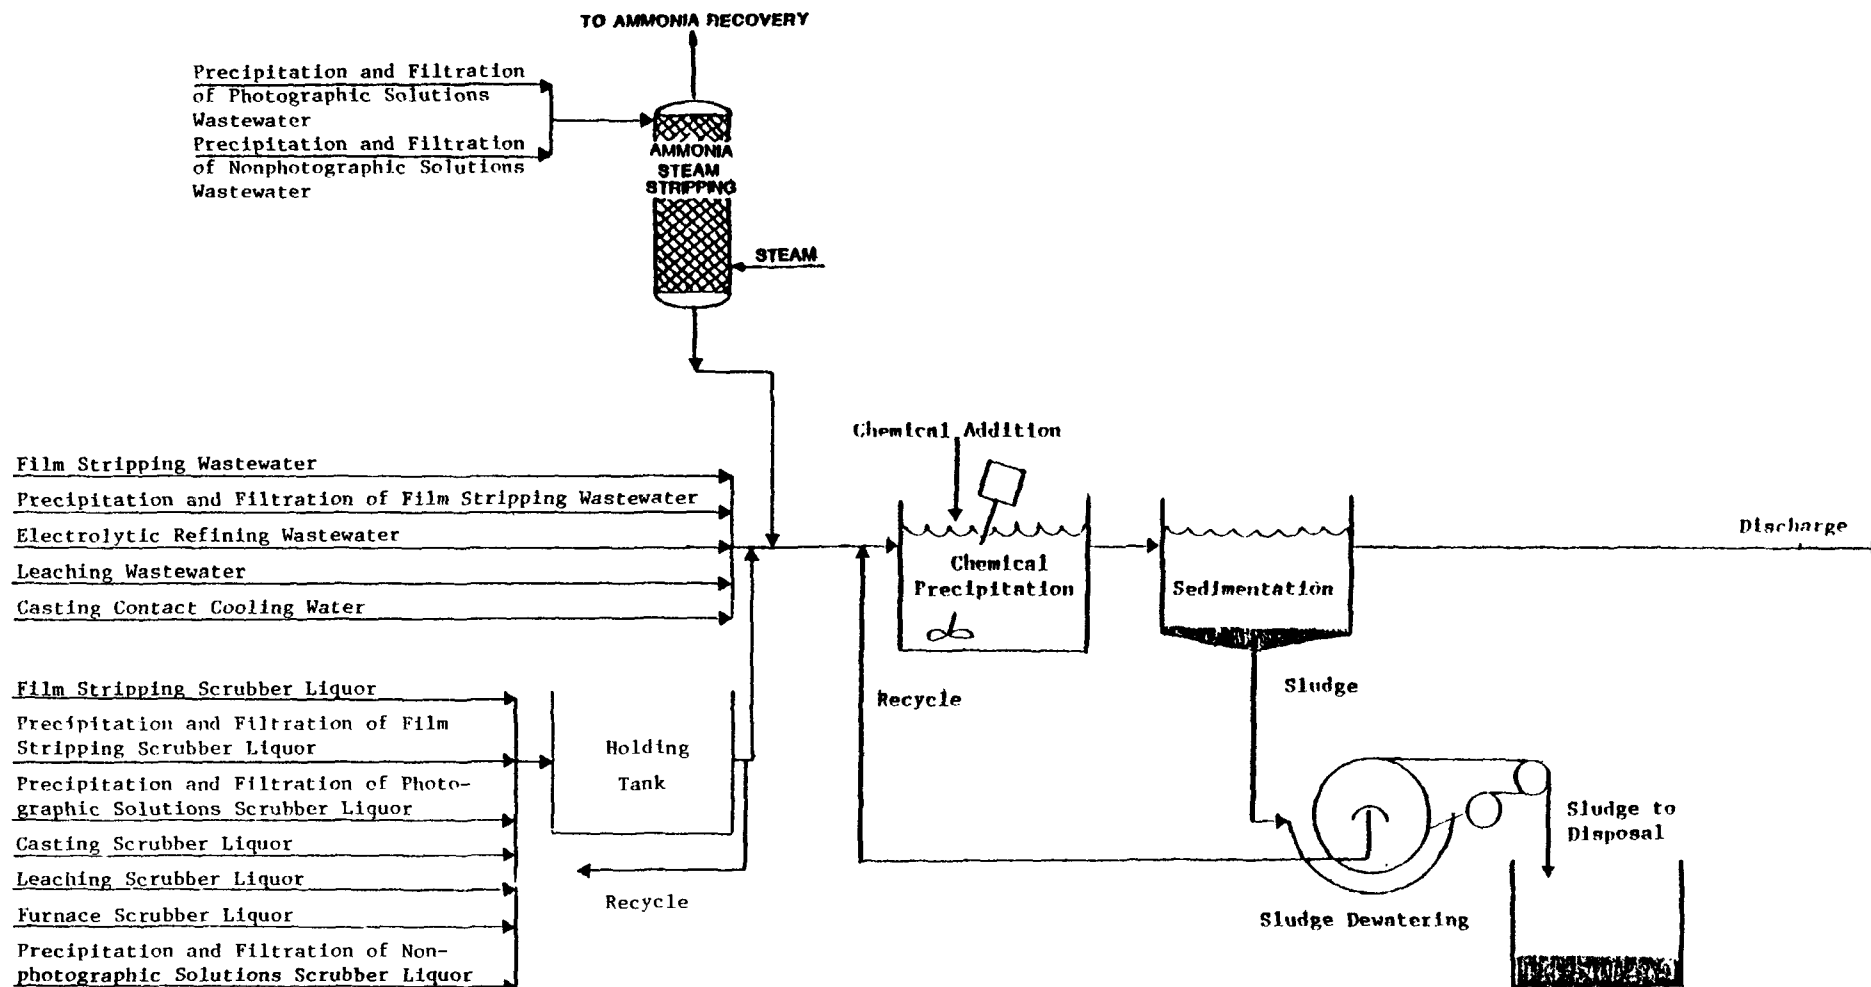 TO AMMONIA RECOVERY
Precipitation and Filtration
of Photographic Solutions
Wastewater
Precipitation and Filtration
of Nonphotographic Solutions
Wastewater
AMMONIA
STEAM
STRIPPING
STEAM
Chemical Addition
Film Stripping Wastewater
Precipitation and Filtration of Film Stripping Wastewater
Electrolytic Refining Wastewater
Leaching Wastewater
Casting Contact Cooling Water
Chemical
Precipitation
Sedimentation
Discharge
Sludge
Recycle
Film Stripping Scrubber Liquor
Precipitation and Filtration of Film
Stripping Scrubber Liquor
Precipitation and Filtration of Photo-
graphic Solutions Scrubber Liquor
Casting Scrubber Liquor
Leaching Scrubber Liquor
Furnace Scrubber Liquor
Precipitation and Filtration of Non-
photographic Solutions Scrubber Liquor
Holding
Tank
Recycle
Sludge to
Disposal
Sludge Dewatering